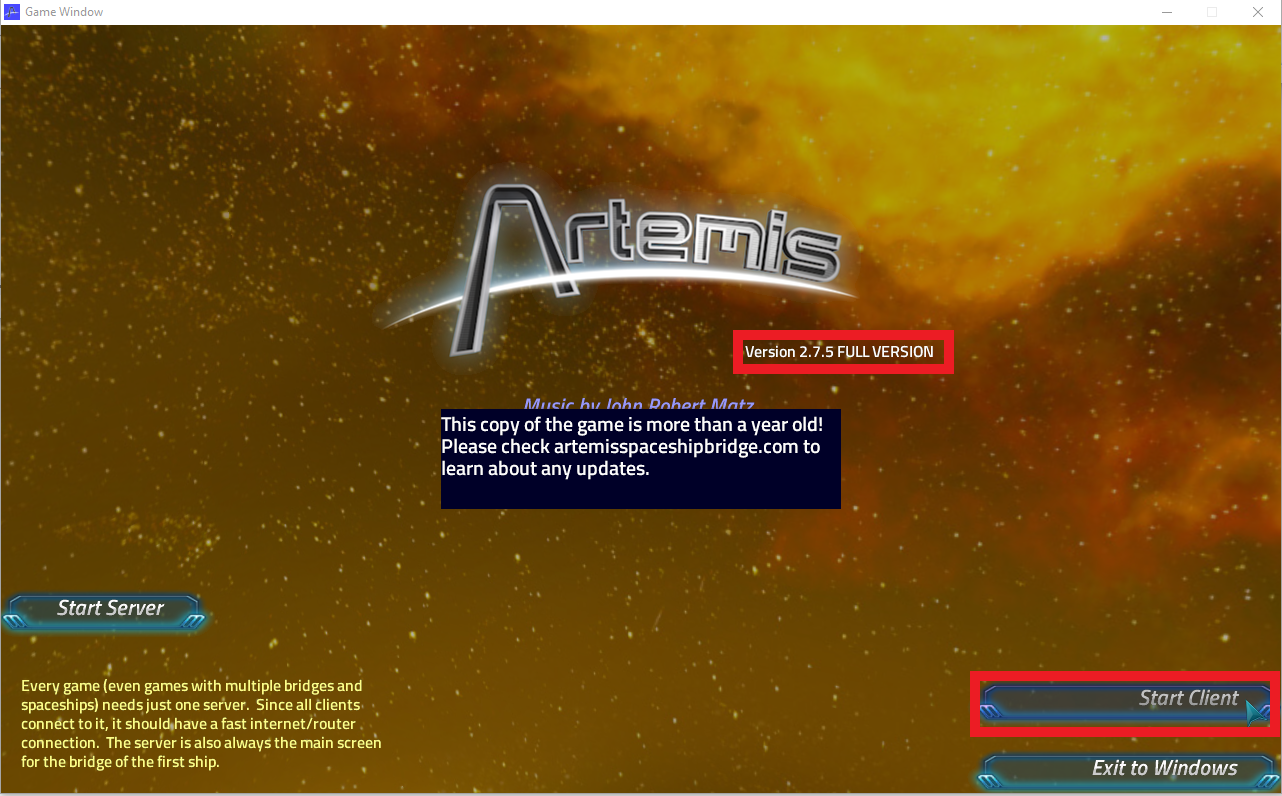 Game Window
Artemis
Version 2.7.5 FULL VERSION
Music by John Robert Matz
This copy of the game is more than a year old!
Please check artemisspaceshipbridge.com to
learn about any updates.
Start Server
Every game (even games with multiple bridges and
spaceships) needs just one server.  Since all clients
connect to it, it should have a fast internet/router
connection.  The server is also always the main screen
for the bridge of the first ship.
Start Client
Exit to Windows